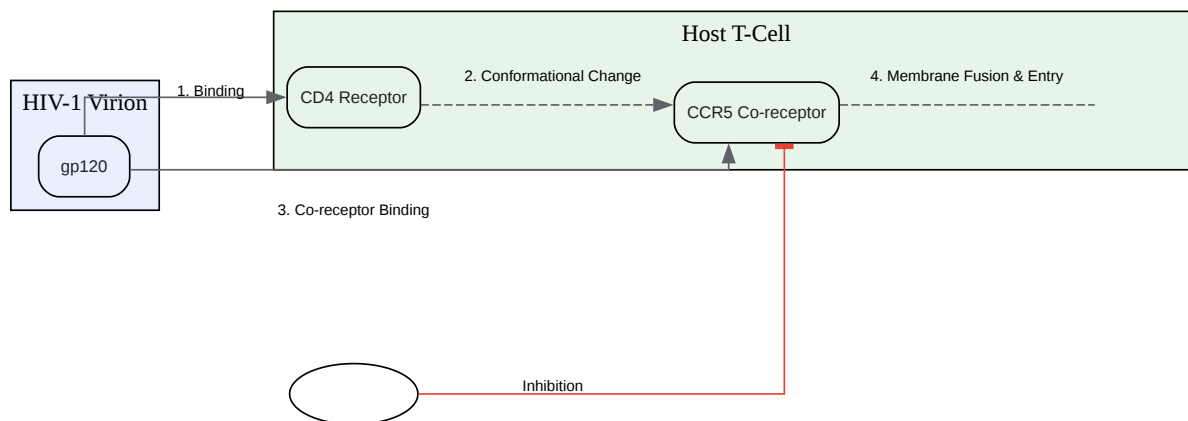 Host T-Cell
2. Conformational Change
4. Membrane Fusion & Entry
1. Binding
CD4 Receptor
HIV-1 Virion
CCR5 Co-receptor
gp120
3. Co-receptor Binding
Inhibition